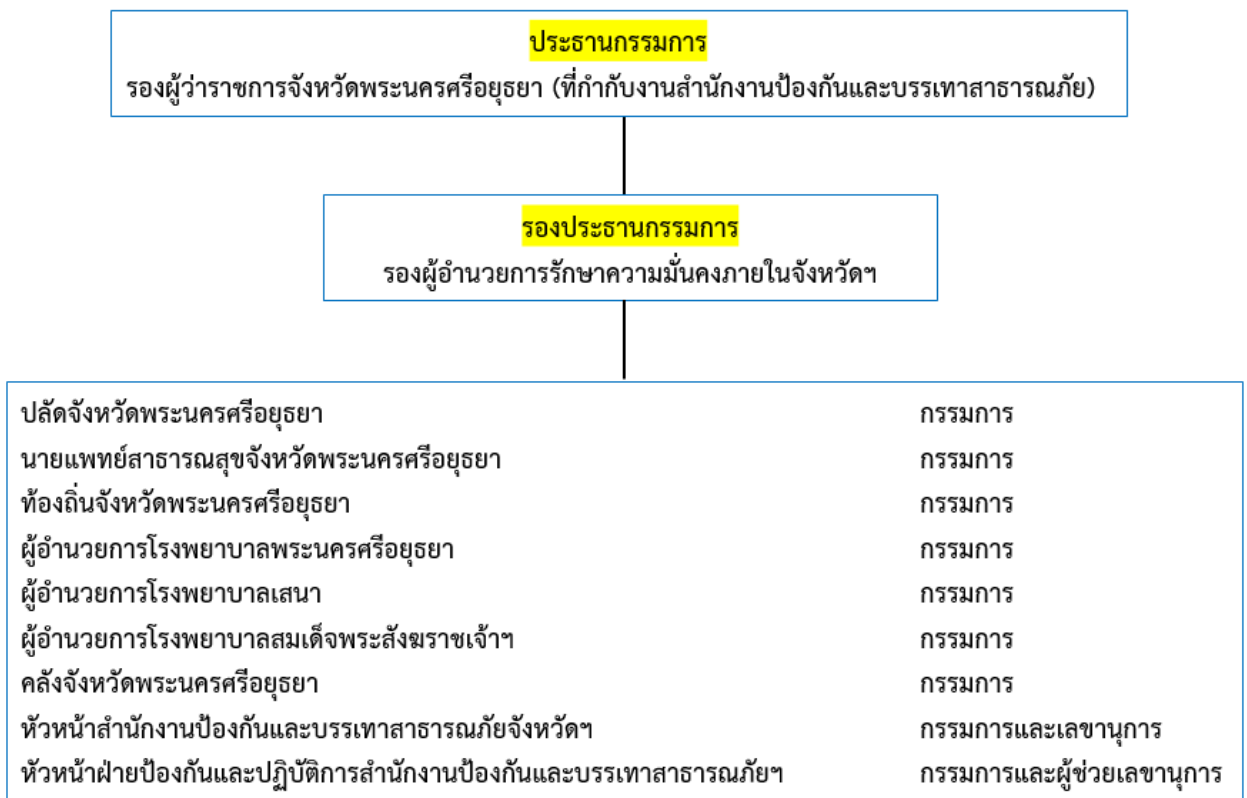 ประธานกรรมการ
รองผู้ว่าราชการจังหวัดพระนครศรีอยุธยา (ที่กำกับงานสำนักงานป้องกันและบรรเทาสาธารณภัย)
รองประธานกรรมการ
รองผู้อำนวยการรักษาความมั่นคงภายในจังหวัดฯ
ปลัดจังหวัดพระนครศรีอยุธยา กรรมการ
นายแพทย์สาธารณสุขจังหวัดพระนครศรีอยุธยา กรรมการ
ท้องถิ่นจังหวัดพระนครศรีอยุธยา กรรมการ
ผู้อำนวยการโรงพยาบาลพระนครศรีอยุธยา กรรมการ
ผู้อำนวยการโรงพยาบาลเสนา กรรมการ
ผู้อำนวยการโรงพยาบาลสมเด็จพระสังฆราชเจ้าฯ กรรมการ
คลังจังหวัดพระนครศรีอยุธยา กรรมการ
หัวหน้าสำนักงานป้องกันและบรรเทาสาธารณภัยจังหวัดฯ กรรมการและเลขานุการ
หัวหน้าฝ่ายป้องกันและปฏิบัติการสำนักงานป้องกันและบรรเทาสาธารณภัยฯ กรรมการและผู้ช่วยเลขานุการ